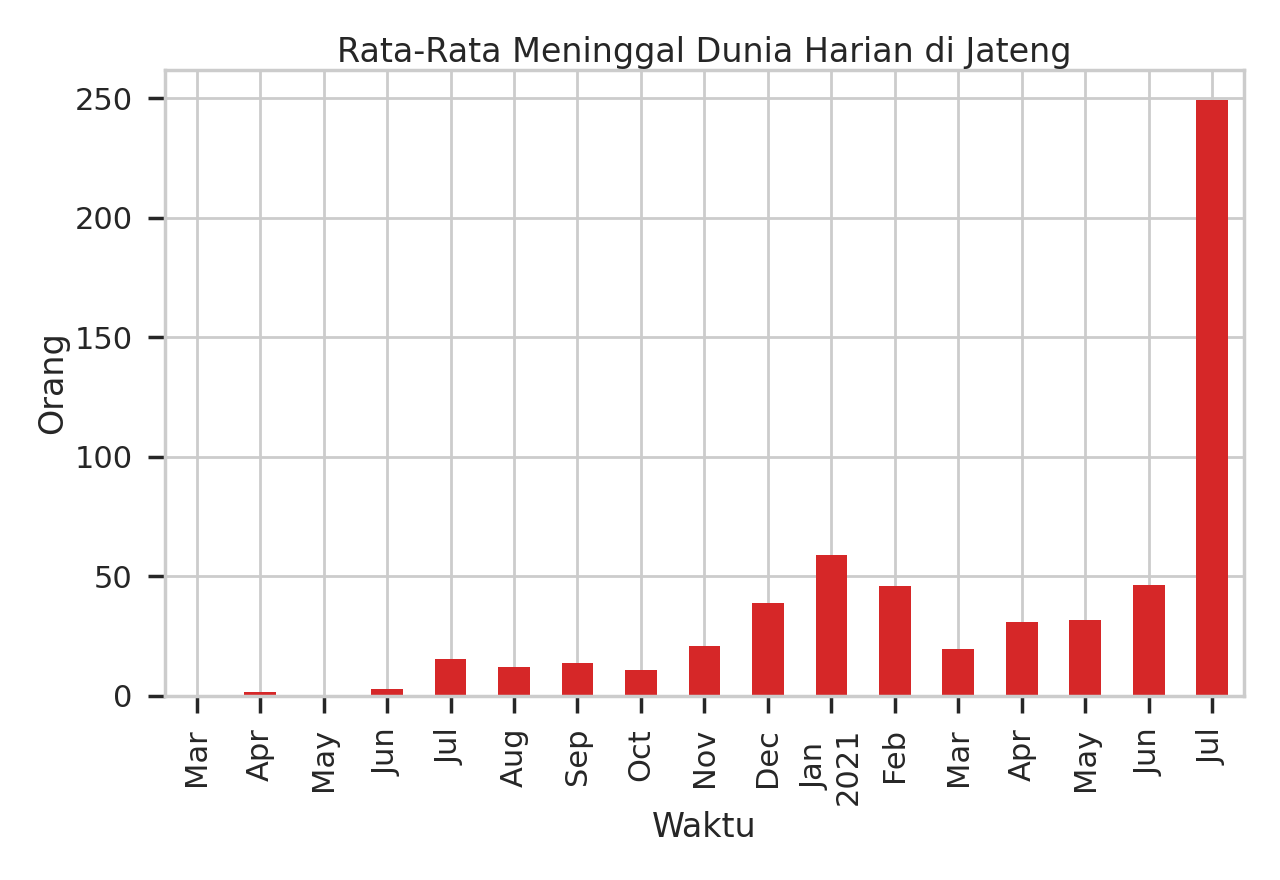 Rata-Rata Meninggal Dunia Harian di Jateng
250
200
150
100
50
0
Orang
Mar
Apr
May
Jun
Jul
Aug
Sep
Oct
Nov
Dec
Jan
2021
Feb
Mar
Apr
May
Jun
Jul
Waktu